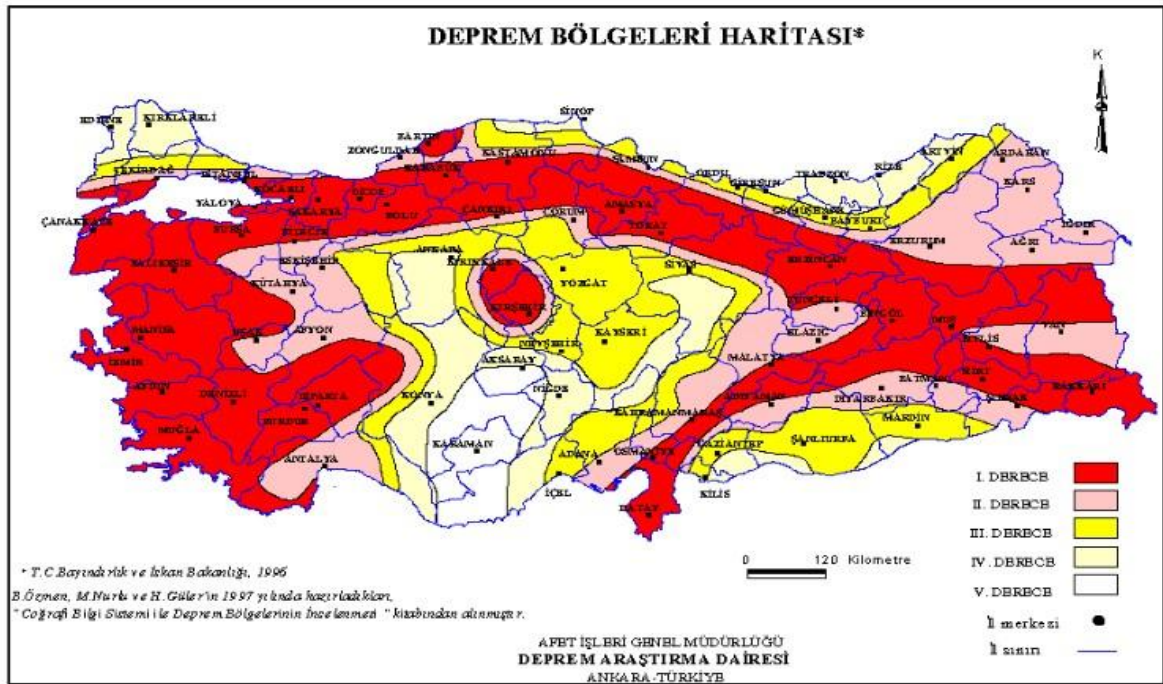 DEPREM BÖLGELERİ HARİTASI*
K
SİNOP
EDİRNE
KIRKLARELİ
BARTIN
ZONGULDAK
KASTAMONU
ARTVİN
ARDAHAN
TEKİRDAĞ
İSTANBUL
KARABÜK
SAMSUN
ORDU
GİRESUN
TRABZON
RİZE
KARS
KOCAELİ
YALOVA
SAKARYA
BOLU
ÇANKIRI
ÇORUM
AMASYA
TOKAT
GÜMÜŞHANE
BAYBURT
IĞDIR
ÇANAKKALE
BURSA
BİLECİK
ERZURUM
AĞRI
BALIKESİR
ESKİŞEHİR
ANKARA
KIRIKKALE
YOZGAT
SİVAS
ERZİNCAN
KÜTAHYA
KIRŞEHİR
TUNCELİ
BİNGÖL
MUŞ
VAN
MANİSA
UŞAK
AFYON
KAYSERİ
ELAZIĞ
BİTLİS
İZMİR
NEVŞEHİR
AKSARAY
MALATYA
SİİRT
AYDIN
DENİZLİ
ISPARTA
KONYA
NİĞDE
DİYARBAKIR
BATMAN
HAKKARİ
BURDUR
KAHRAMANMARAŞ
ADIYAMAN
MARDİN
ŞIRNAK
MUĞLA
KARAMAN
GAZİANTEP
ŞANLIURFA
ANTALYA
ADANA
OSMANİYE
İÇEL
KİLİS
HATAY
I. DERECE
II. DERECE
III. DERECE
IV. DERECE
V. DERECE
İl merkezi
İl sınırı
0 120 Kilometre
* T.C.Bayındırlık ve İskan Bakanlığı, 1996
B.Özmen, M.Nurlu ve H.Güler'in 1997 yılında hazırladıkları,
" Coğrafi Bilgi Sistemi ile Deprem Bölgelerinin İncelenmesi " kitabından alınmıştır.
AFET İŞLERİ GENEL MÜDÜRLÜĞÜ
DEPREM ARAŞTIRMA DAİRESİ
ANKARA-TÜRKİYE